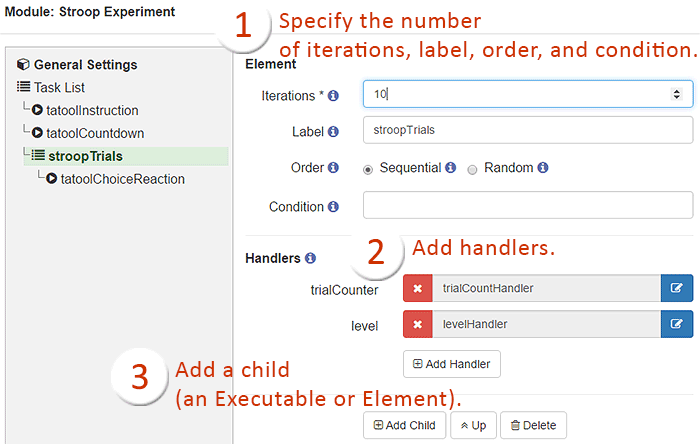 Module: Stroop Experiment
1 Specify the number
of iterations, label, order, and condition.
General Settings
Task List
tatoolInstruction
tatoolCountdown
stroopTrials
tatoolChoiceReaction
Element
Iterations * 10
Label stroopTrials
Order Sequential Random
Condition
2 Add handlers.
Handlers
trialCounter trialCountHandler
level levelHandler
Add Handler
3 Add a child
(an Executable or Element).
Add Child Up Delete